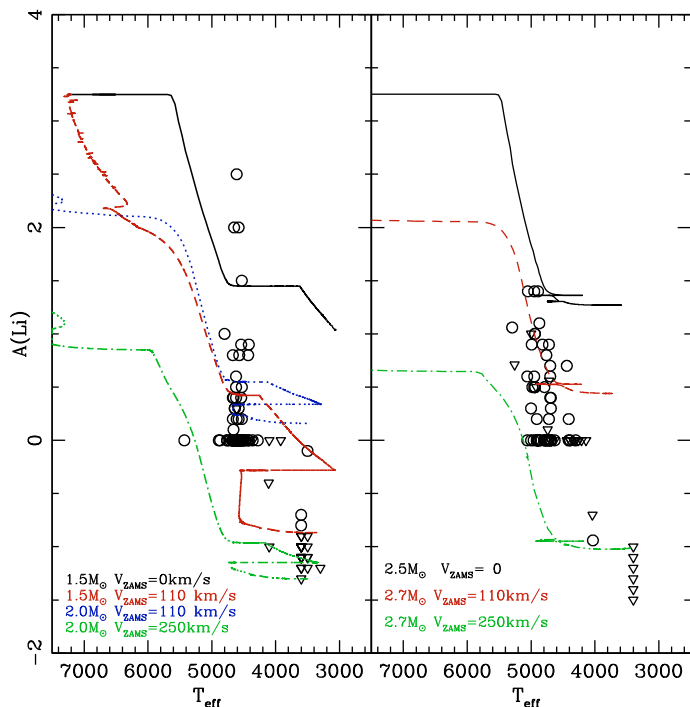 4
2
0
−2
A(Li)
1.5M☉ V_ZAMS=0km/s
1.5M☉ V_ZAMS=110 km/s
2.0M☉ V_ZAMS=110 km/s
2.0M☉ V_ZAMS=250km/s
7000 6000 5000 4000 3000
T_eff
2.5M☉ V_ZAMS= 0
2.7M☉ V_ZAMS=110km/s
2.7M☉ V_ZAMS=250km/s
7000 6000 5000 4000 3000
T_eff